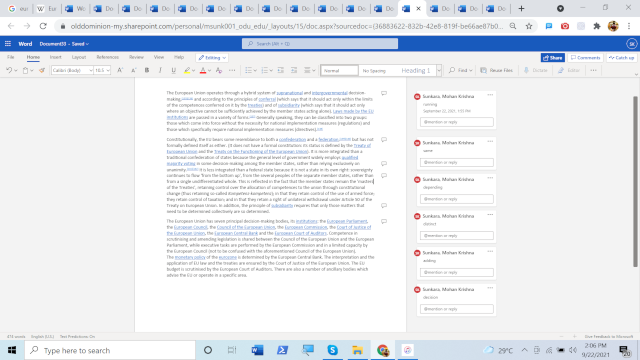 olddominion-my.sharepoint.com/personal/msunk001_odu_edu/_layouts/15/doc.aspx?sourcedoc={36883622-832b-42e8-819f-be66ae87b0...
Word Document33 - Saved
Search (Alt + Q)
File Home Insert Layout References Review View Help
Share Comments Catch up
Calibri (Body) 10.5 Normal No Spacing Heading 1 Find Reuse Files Dictate Editor
The European Union operates through a hybrid system of supranational and intergovernmental decision-
making, and according to the principles of conferral (which says that it should act only within the limits
of the competences conferred on it by the treaties) and of subsidiarity (which says that it should act only
where an objective cannot be sufficiently achieved by the member states acting alone). Laws made by the EU
institutions are passed in a variety of forms. Generally speaking, they can be classified into two groups:
those which come into force without the necessity for national implementation measures (regulations) and
those which specifically require national implementation measures (directives).
Constitutionally, the EU bears some resemblance to both a confederation and a federation, but has not
formally defined itself as either. (It does not have a formal constitution: its status is defined by the Treaty of
European Union and the Treaty on the Functioning of the European Union). It is more integrated than a
traditional confederation of states because the general level of government widely employs qualified
majority voting in some decision-making among the member states, rather than relying exclusively on
unanimity. It is less integrated than a federal state because it is not a state in its own right: sovereignty
continues to flow 'from the bottom up', from the several peoples of the separate member states, rather than
from a single undifferentiated whole. This is reflected in the fact that the member states remain the 'masters
of the Treaties', retaining control over the allocation of competences to the union through constitutional
change (thus retaining so-called Kompetenz-kompetenz); in that they retain control of the use of armed force;
they retain control of taxation; and in that they retain a right of unilateral withdrawal under Article 50 of the
Treaty on European Union. In addition, the principle of subsidiarity requires that only those matters that
need to be determined collectively are so determined.
The European Union has seven principal decision-making bodies, its institutions: the European Parliament,
the European Council, the Council of the European Union, the European Commission, the Court of Justice of
the European Union, the European Central Bank and the European Court of Auditors. Competence in
scrutinising and amending legislation is shared between the Council of the European Union and the European
Parliament, while executive tasks are performed by the European Commission and in a limited capacity by
the European Council (not to be confused with the aforementioned Council of the European Union).
The monetary policy of the eurozone is determined by the European Central Bank. The interpretation and
the application of EU law and the treaties are ensured by the Court of Justice of the European Union. The EU
budget is scrutinised by the European Court of Auditors. There are also a number of ancillary bodies which
advise the EU or operate in a specific area.
Sunkara, Mohan Krishna
running
September 22, 2021, 1:55 PM
@mention or reply
Sunkara, Mohan Krishna
same
@mention or reply
Sunkara, Mohan Krishna
depending
@mention or reply
Sunkara, Mohan Krishna
distinct
@mention or reply
Sunkara, Mohan Krishna
@mention or reply
Sunkara, Mohan Krishna
decision
@mention or reply
English (U.S.) Text Predictions: On Give Feedback to Microsoft
Type here to search
29°C
2:06 PM
9/22/2021